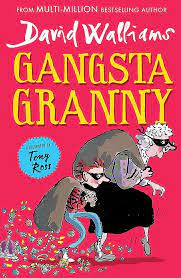 FROM MULTI-MILLION BESTSELLING AUTHOR
David Walliams
GANGSTA
GRANNY
ILLUSTRATED BY
Tony Ross